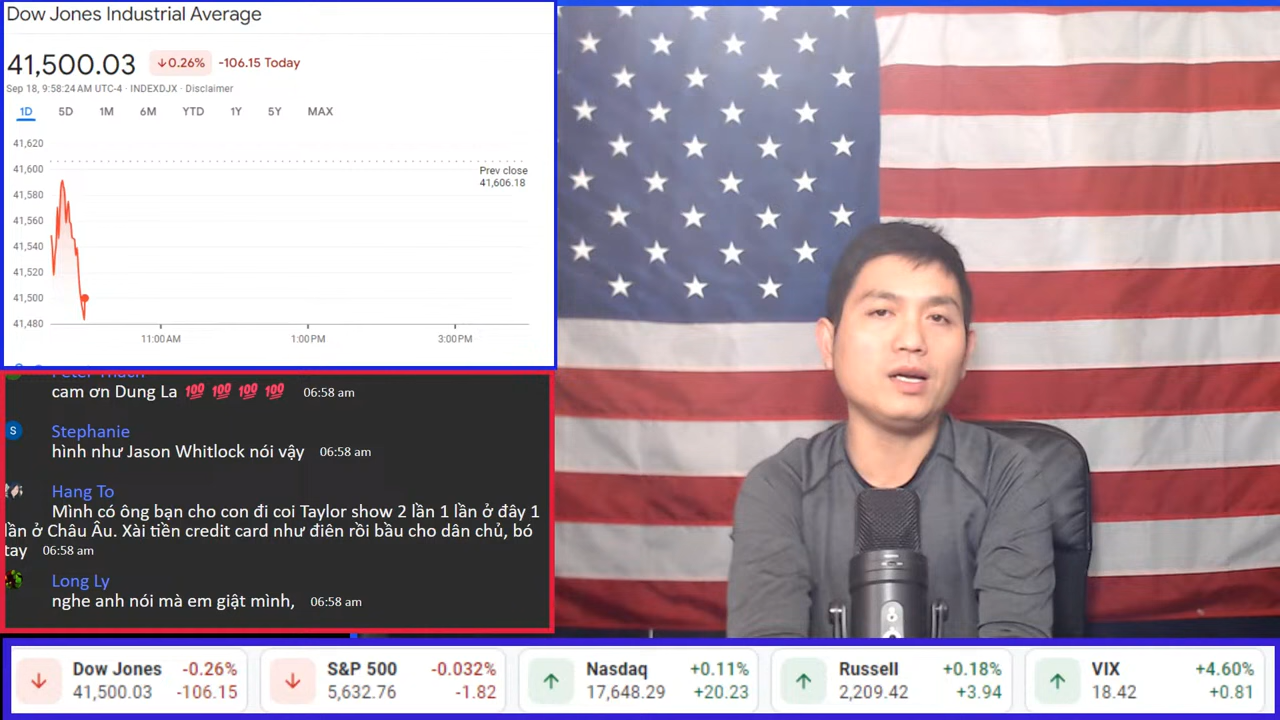 Dow Jones Industrial Average
41,500.03 ↓0.26% -106.15 Today
Sep 18, 9:58:24 AM UTC-4 · INDEXDJX · Disclaimer
1D 5D 1M 6M YTD 1Y 5Y MAX
41,620
41,600
41,580
41,560
41,540
41,520
41,500
41,480
Prev close
41,606.18
11:00 AM 1:00 PM 3:00 PM
cam ơn Dung La 💯 💯 💯 💯 06:58 am
S Stephanie
hình như Jason Whitlock nói vậy 06:58 am
Hang To
Mình có ông bạn cho con đi coi Taylor show 2 lần 1 lần ở đây 1
lần ở Châu Âu. Xài tiền credit card như điên rồi bầu cho dân chủ, bó
tay 06:58 am
Long Ly
nghe anh nói mà em giật mình, 06:58 am
Dow Jones -0.26%
41,500.03 -106.15
S&P 500 -0.032%
5,632.76 -1.82
Nasdaq +0.11%
17,648.29 +20.23
Russell +0.18%
2,209.42 +3.94
VIX +4.60%
18.42 +0.81